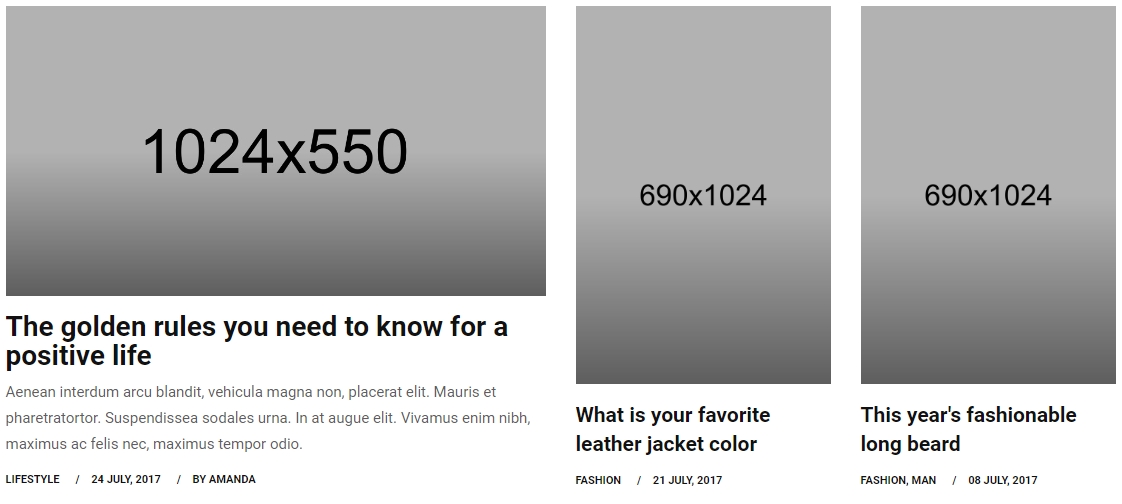 1024x550
The golden rules you need to know for a
positive life
Aenean interdum arcu blandit, vehicula magna non, placerat elit. Mauris et
pharetratortor. Suspendissea sodales urna. In at augue elit. Vivamus enim nibh,
maximus ac felis nec, maximus tempor odio.
LIFESTYLE / 24 JULY, 2017 / BY AMANDA
690x1024
What is your favorite
leather jacket color
FASHION / 21 JULY, 2017
690x1024
This year's fashionable
long beard
FASHION, MAN / 08 JULY, 2017